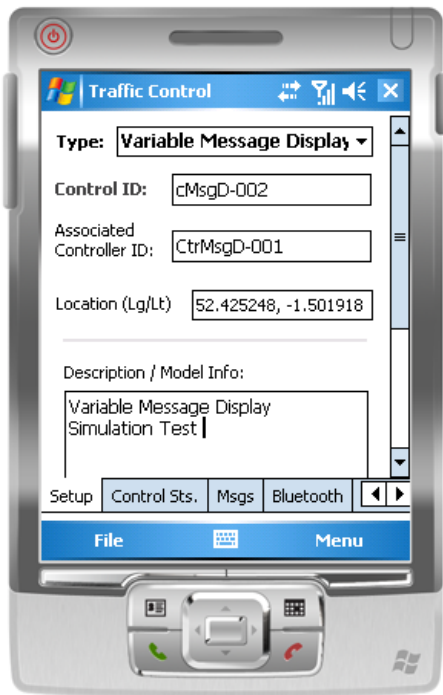 Traffic Control
Type: Variable Message Display
Control ID: cMsgD-002
Associated
Controller ID: CtrMsgD-001
Location (Lg/Lt) 52.425248, -1.501918
Description / Model Info:
Variable Message Display
Simulation Test
Setup Control Sts. Msgs Bluetooth
File Menu